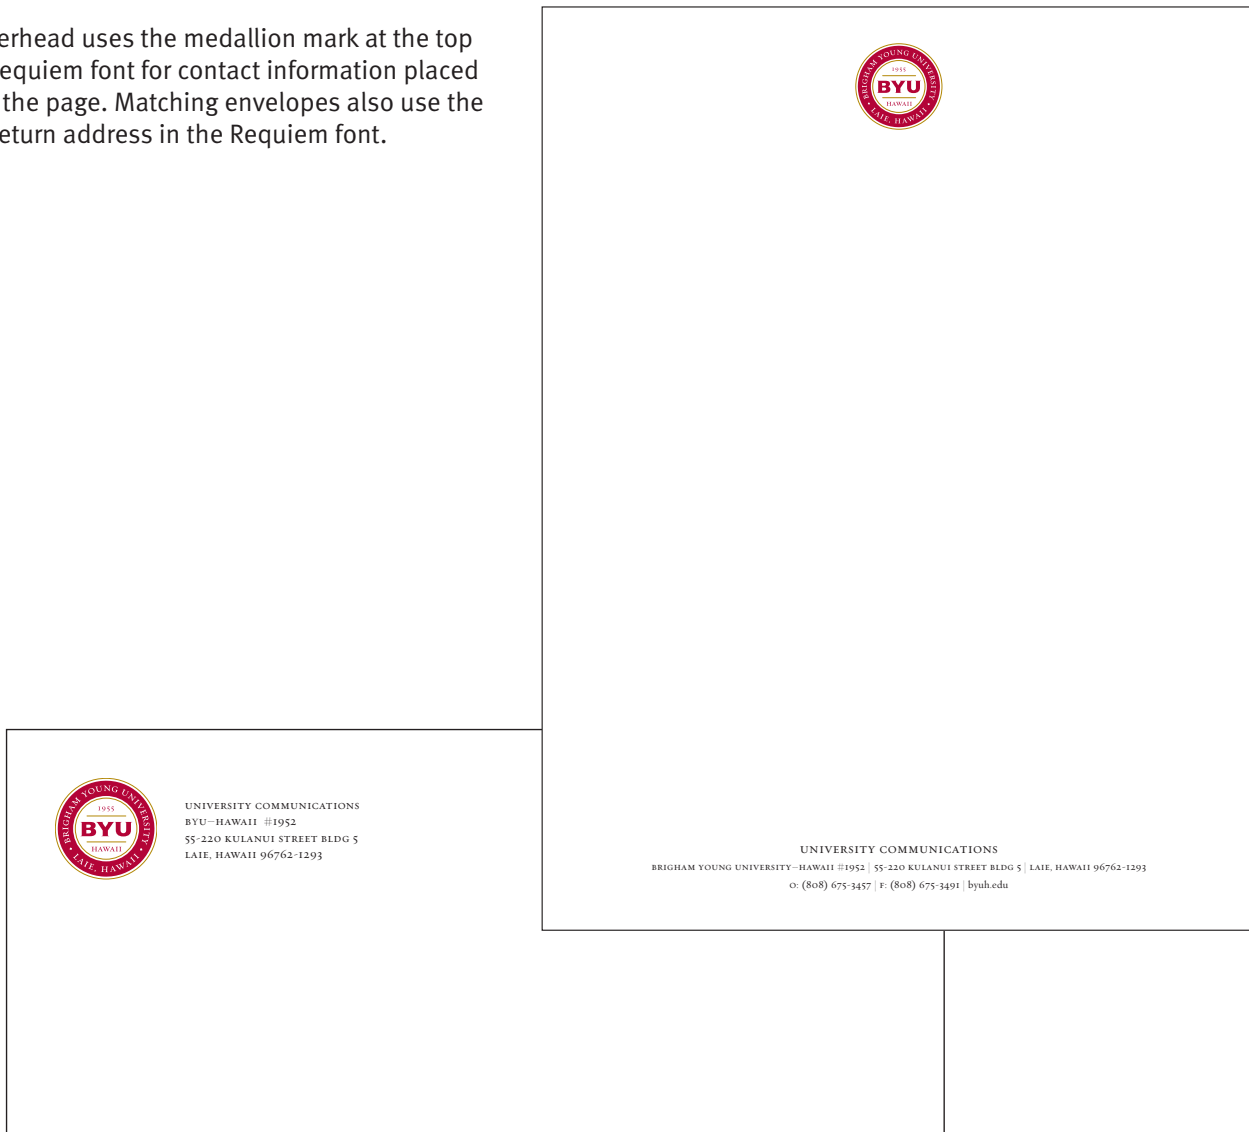 erhead uses the medallion mark at the top
equiem font for contact information placed
the page. Matching envelopes also use the
eturn address in the Requiem font.
BRIGHAM YOUNG UNIVERSITY
1955
BYU
HAWAII
• LAIE, HAWAII •
BRIGHAM YOUNG UNIVERSITY
1955
BYU
HAWAII
• LAIE, HAWAII •
UNIVERSITY COMMUNICATIONS
BYU–HAWAII #1952
55-220 KULANUI STREET BLDG 5
LAIE, HAWAII 96762-1293
UNIVERSITY COMMUNICATIONS
BRIGHAM YOUNG UNIVERSITY–HAWAII #1952 | 55-220 KULANUI STREET BLDG 5 | LAIE, HAWAII 96762-1293
O: (808) 675-3457 | F: (808) 675-3491 | byuh.edu